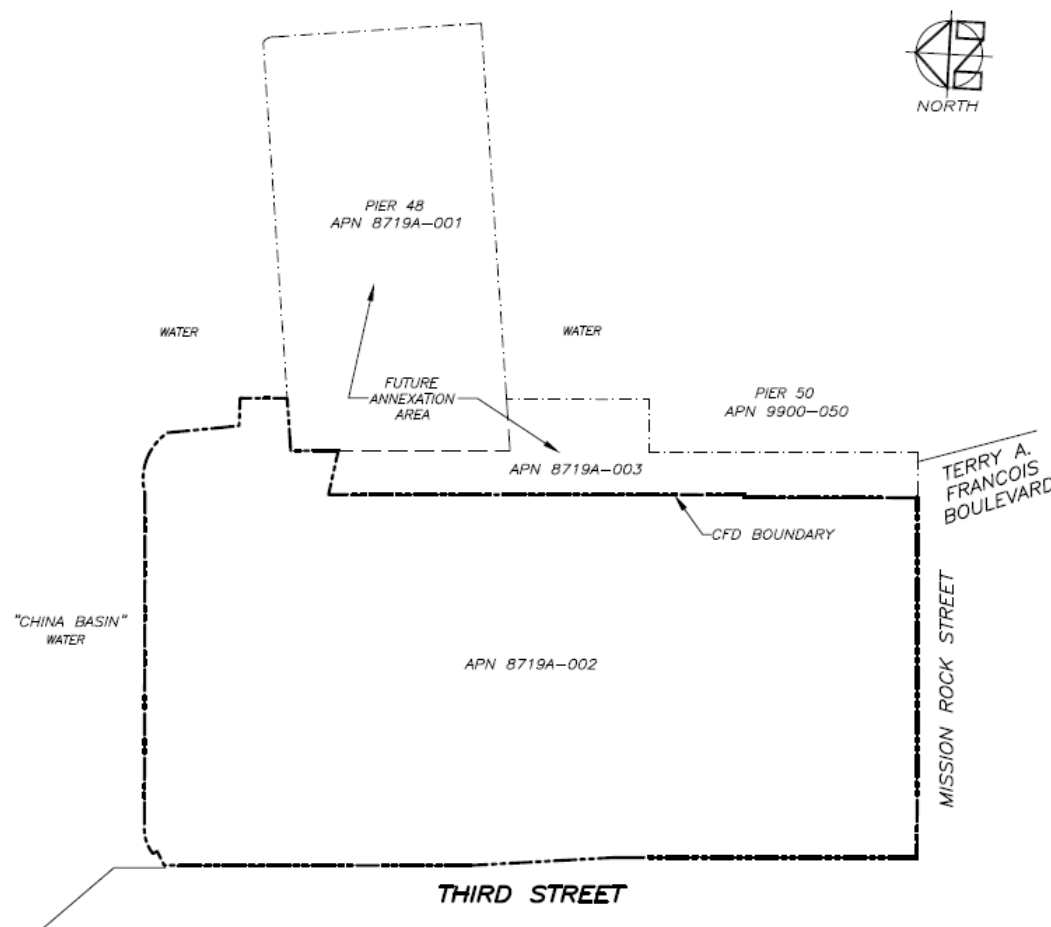 NORTH
PIER 48
APN 8719A-001
WATER
WATER
FUTURE
ANNEXATION
AREA
PIER 50
APN 9900-050
APN 8719A-003
TERRY A.
FRANCOIS
BOULEVARD
CFD BOUNDARY
"CHINA BASIN"
WATER
APN 8719A-002
MISSION ROCK STREET
THIRD STREET